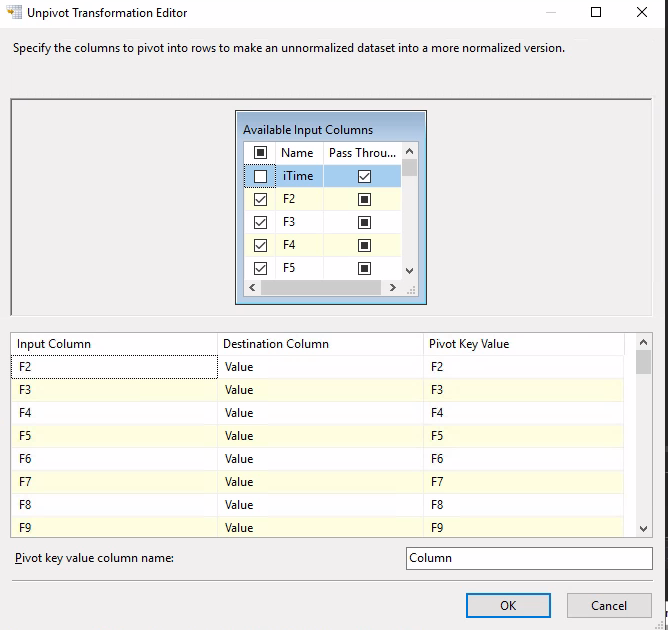 Unpivot Transformation Editor
Specify the columns to pivot into rows to make an unnormalized dataset into a more normalized version.
Available Input Columns
Name Pass Throu...
iTime
F2
F3
F4
F5
Input Column Destination Column Pivot Key Value
F2 Value F2
F3 Value F3
F4 Value F4
F5 Value F5
F6 Value F6
F7 Value F7
F8 Value F8
F9 Value F9
Pivot key value column name: Column
OK Cancel